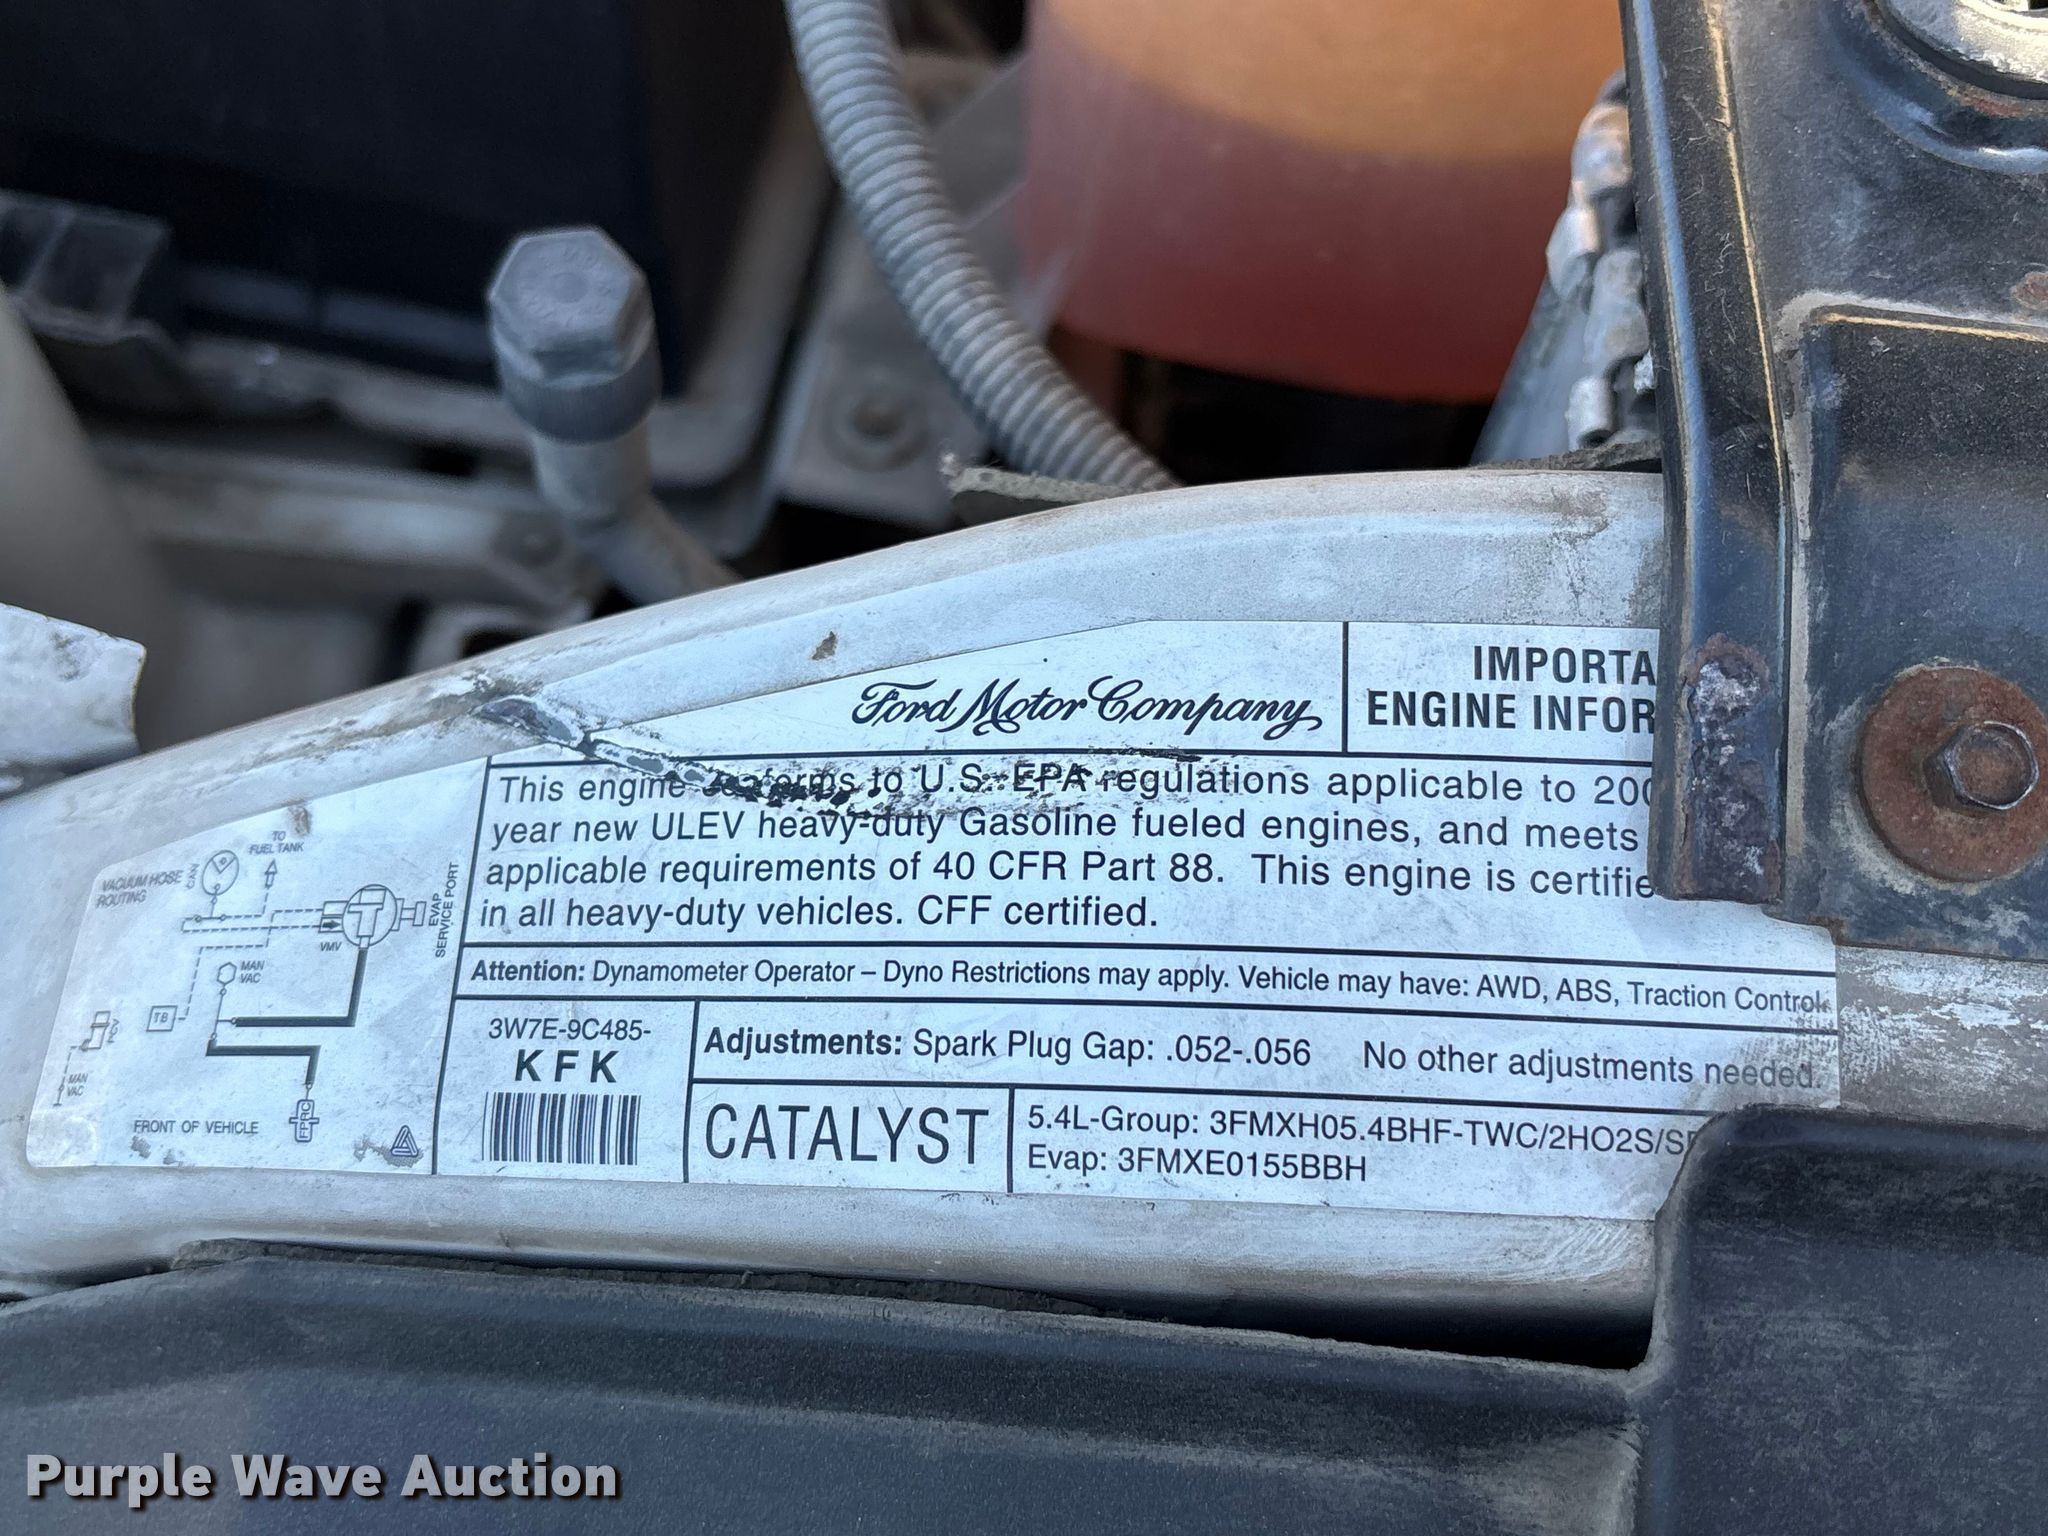 Ford Motor Company
IMPORTA
ENGINE INFOR
This engine conforms to U.S. EPA regulations applicable to 200
year new ULEV heavy-duty Gasoline fueled engines, and meets
applicable requirements of 40 CFR Part 88. This engine is certifie
in all heavy-duty vehicles. CFF certified.
Attention: Dynamometer Operator – Dyno Restrictions may apply. Vehicle may have: AWD, ABS, Traction Control.
3W7E-9C485-
KFK
Adjustments: Spark Plug Gap: .052-.056 No other adjustments needed.
CATALYST
5.4L-Group: 3FMXH05.4BHF-TWC/2HO2S/S
Evap: 3FMXE0155BBH
VACUUM HOSE
ROUTING
CAN
TO
FUEL TANK
EVAP
SERVICE PORT
VMV
MAN
VAC
TB
PCV
MAN
VAC
FPRC
FRONT OF VEHICLE
Purple Wave Auction